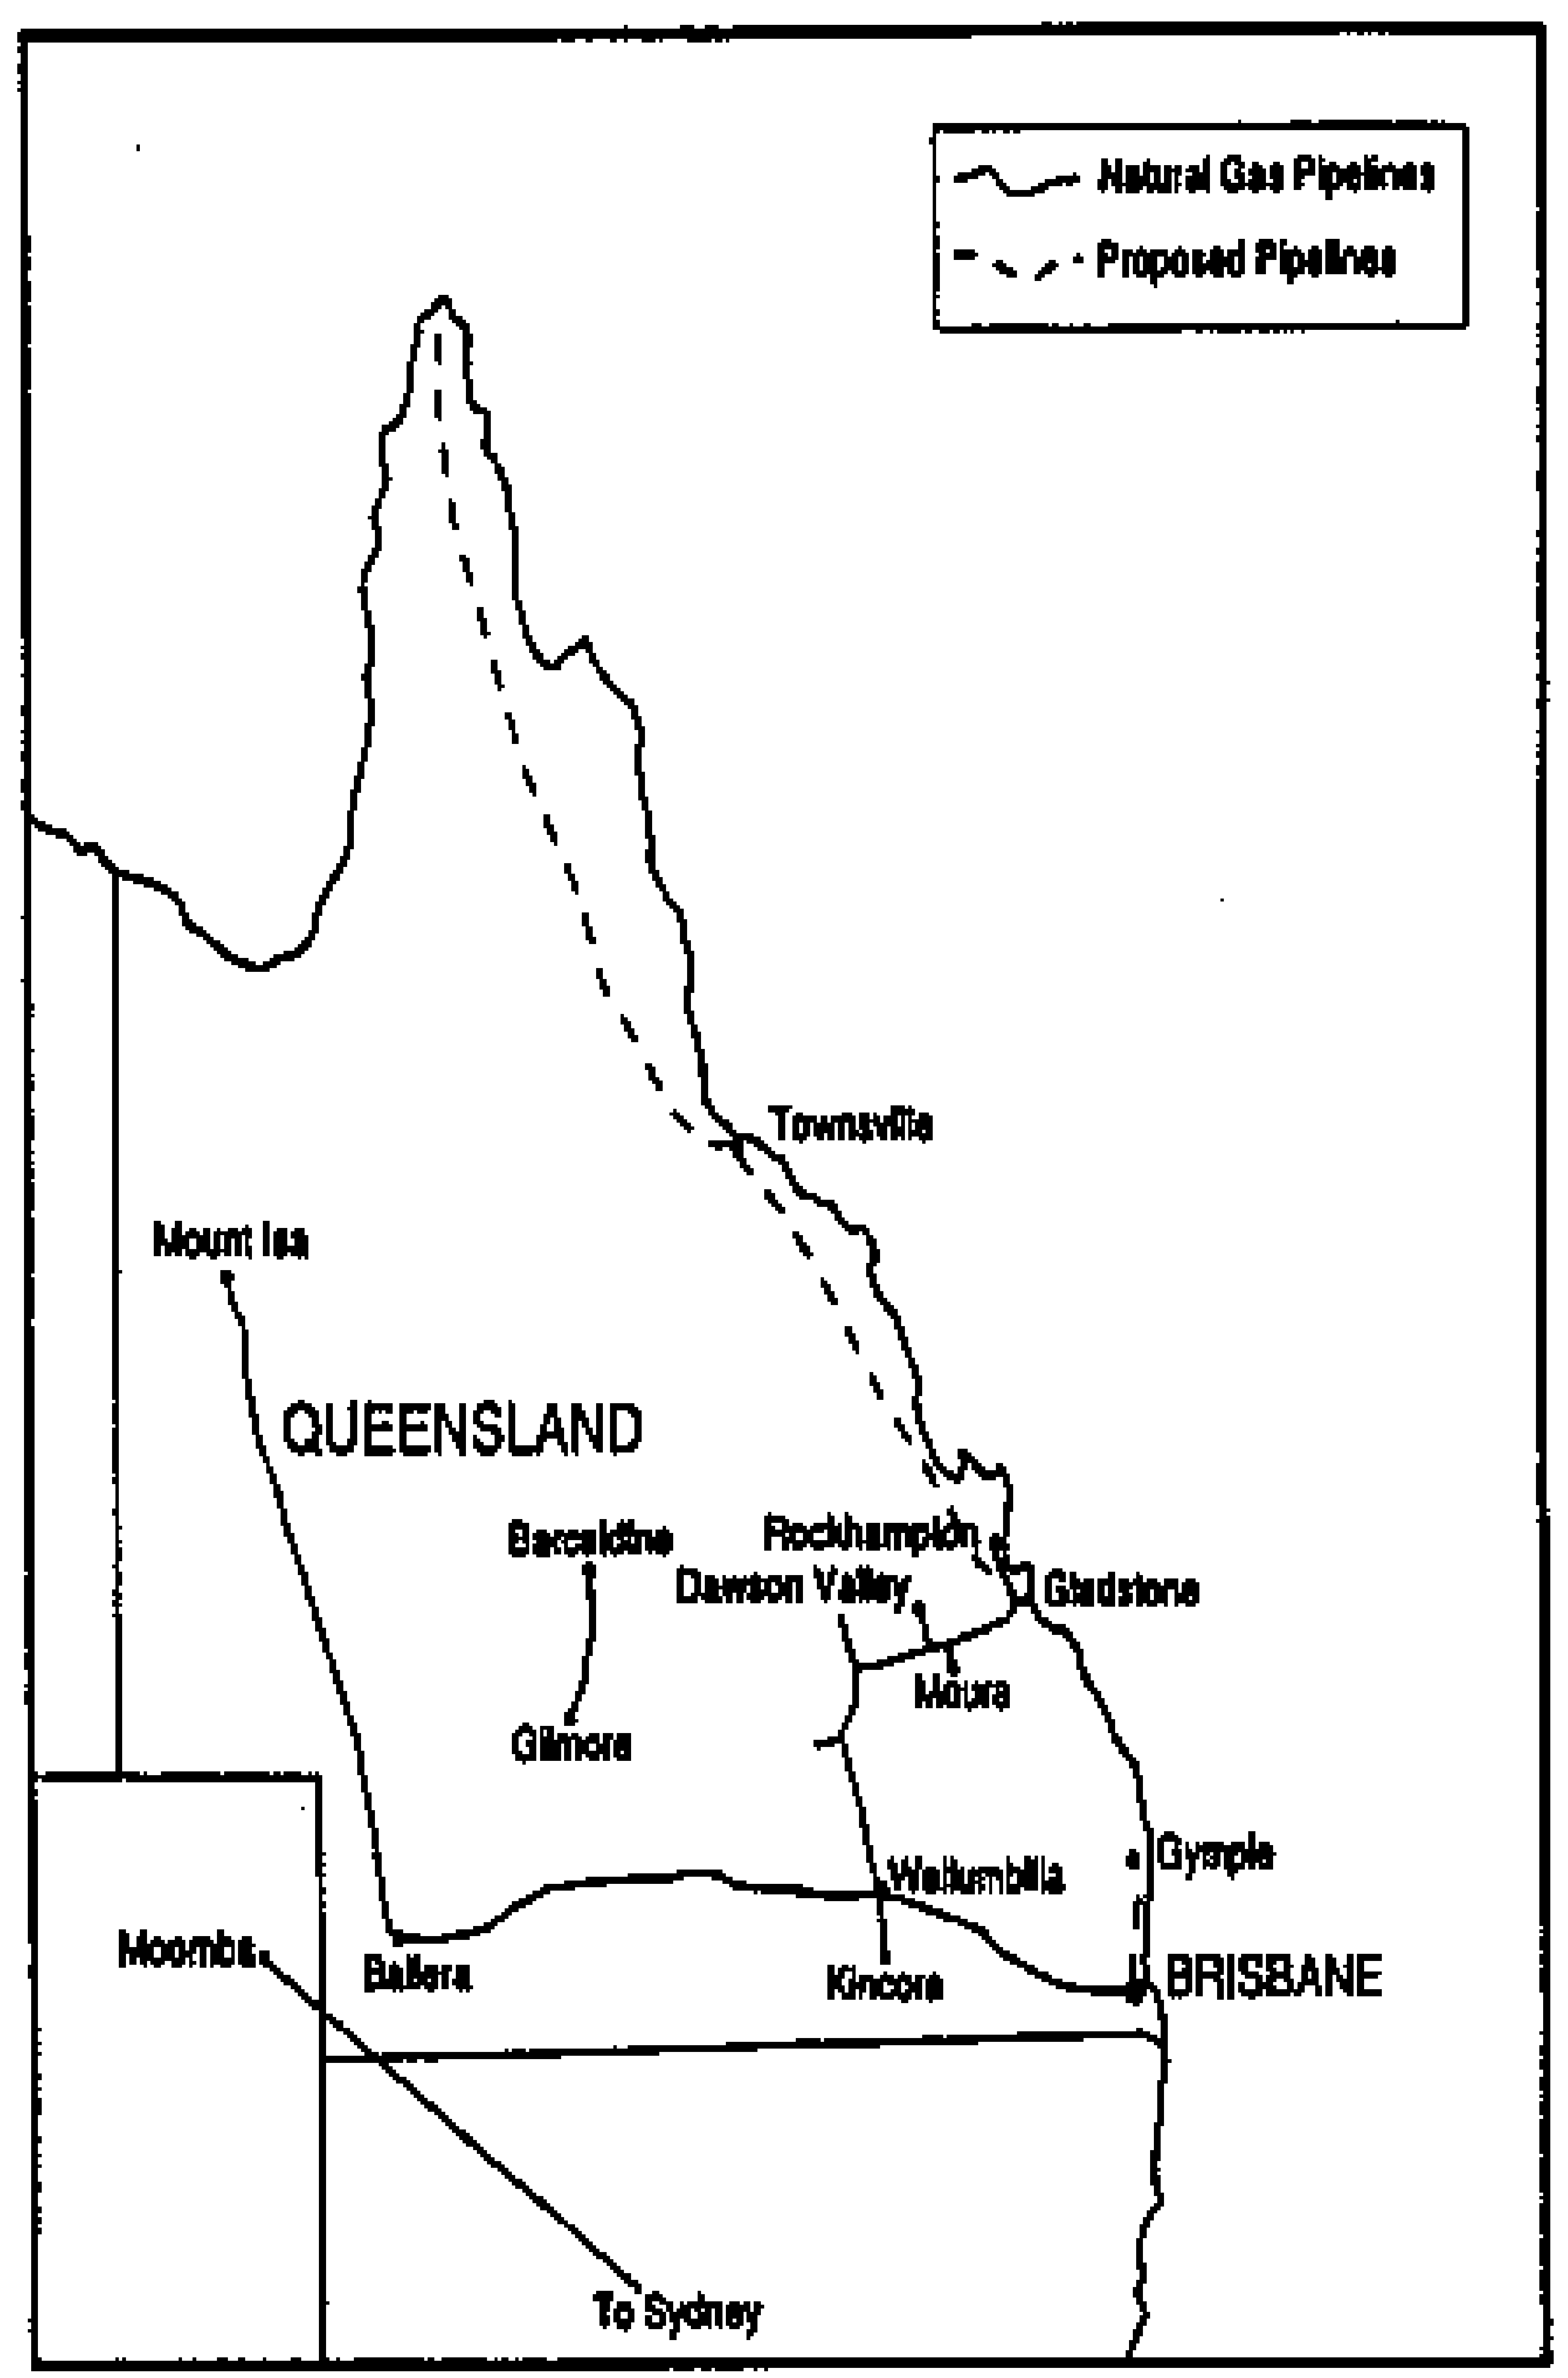 Natural Gas Pipelines
Proposed Pipelines
Townsville
Mount Isa
QUEENSLAND
Barcaldine
Rockhampton
Dawson Valley
Gladstone
Moura
Gilmore
Gympie
Wallumbilla
Moomba
Ballera
Kincora
BRISBANE
To Sydney